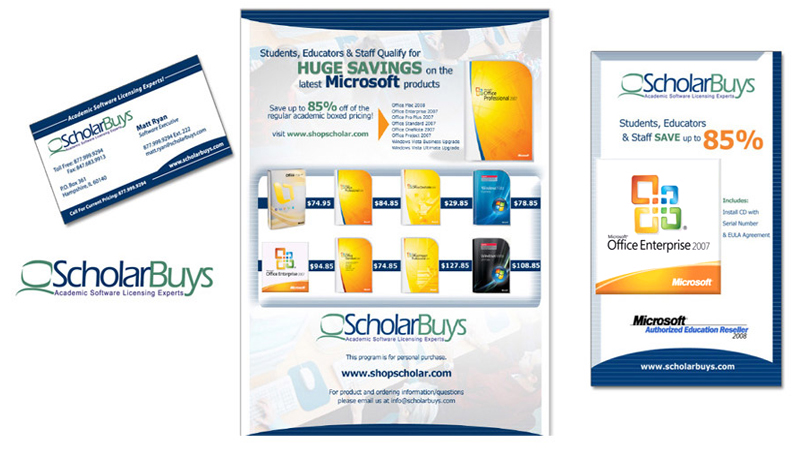 Academic Software Licensing Experts!
ScholarBuys
Matt Ryan
Software Executive
Toll Free: 877.999.9294
Fax 847.683.9913
877.999.9294 Ext. 222
matt.ryan@scholarbuys.com
P.O. Box 361
Hampshire, IL 60140
www.scholarbuys.com
Call For Current Pricing: 877.999.9294
ScholarBuys
Academic Software Licensing Experts
Students, Educators & Staff Qualify for
HUGE SAVINGS on the
latest Microsoft products
Save up to 85% off of the
regular academic boxed pricing!
visit www.shopscholar.com
Office Mac 2008
Office Enterprise 2007
Office Pro Plus 2007
Office Standard 2007
Office OneNote 2007
Office Project 2007
Windows Vista Business Upgrade
Windows Vista Ultimate Upgrade
Office
Professional 2007
$74.95
$84.85
$29.85
$78.85
Office Enterprise 2007
$94.85
$74.85
$127.85
$108.85
ScholarBuys
Academic Software Licensing Experts
This program is for personal purchase.
www.shopscholar.com
For product and ordering information/questions
please email us at info@scholarbuys.com
ScholarBuys
Academic Software Licensing Experts
Students, Educators
& Staff SAVE up to 85%
Microsoft
Office Enterprise 2007
Microsoft
Includes:
Install CD with
Serial Number
& EULA Agreement
Microsoft
Authorized Education Reseller
2008
www.scholarbuys.com